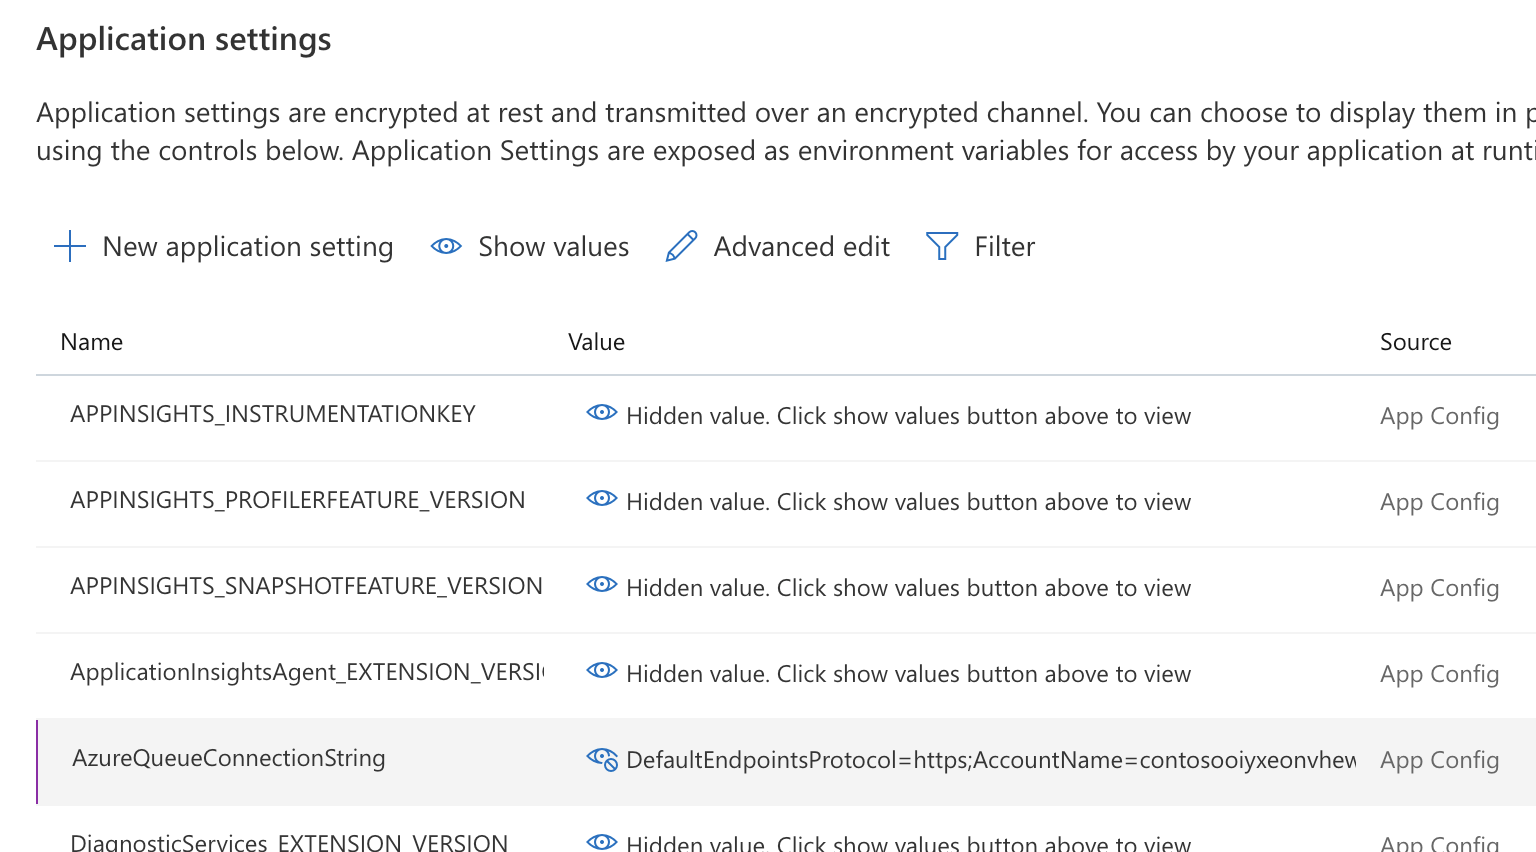 Application settings
Application settings are encrypted at rest and transmitted over an encrypted channel. You can choose to display them in p
using the controls below. Application Settings are exposed as environment variables for access by your application at runti
New application setting Show values Advanced edit Filter
Name Value Source
APPINSIGHTS_INSTRUMENTATIONKEY Hidden value. Click show values button above to view App Config
APPINSIGHTS_PROFILERFEATURE_VERSION Hidden value. Click show values button above to view App Config
APPINSIGHTS_SNAPSHOTFEATURE_VERSION Hidden value. Click show values button above to view App Config
ApplicationInsightsAgent_EXTENSION_VERSI Hidden value. Click show values button above to view App Config
AzureQueueConnectionString DefaultEndpointsProtocol=https;AccountName=contosooiyxeonvhew App Config
DiagnosticServices_EXTENSION_VERSION Hidden value. Click show values button above to view App Config